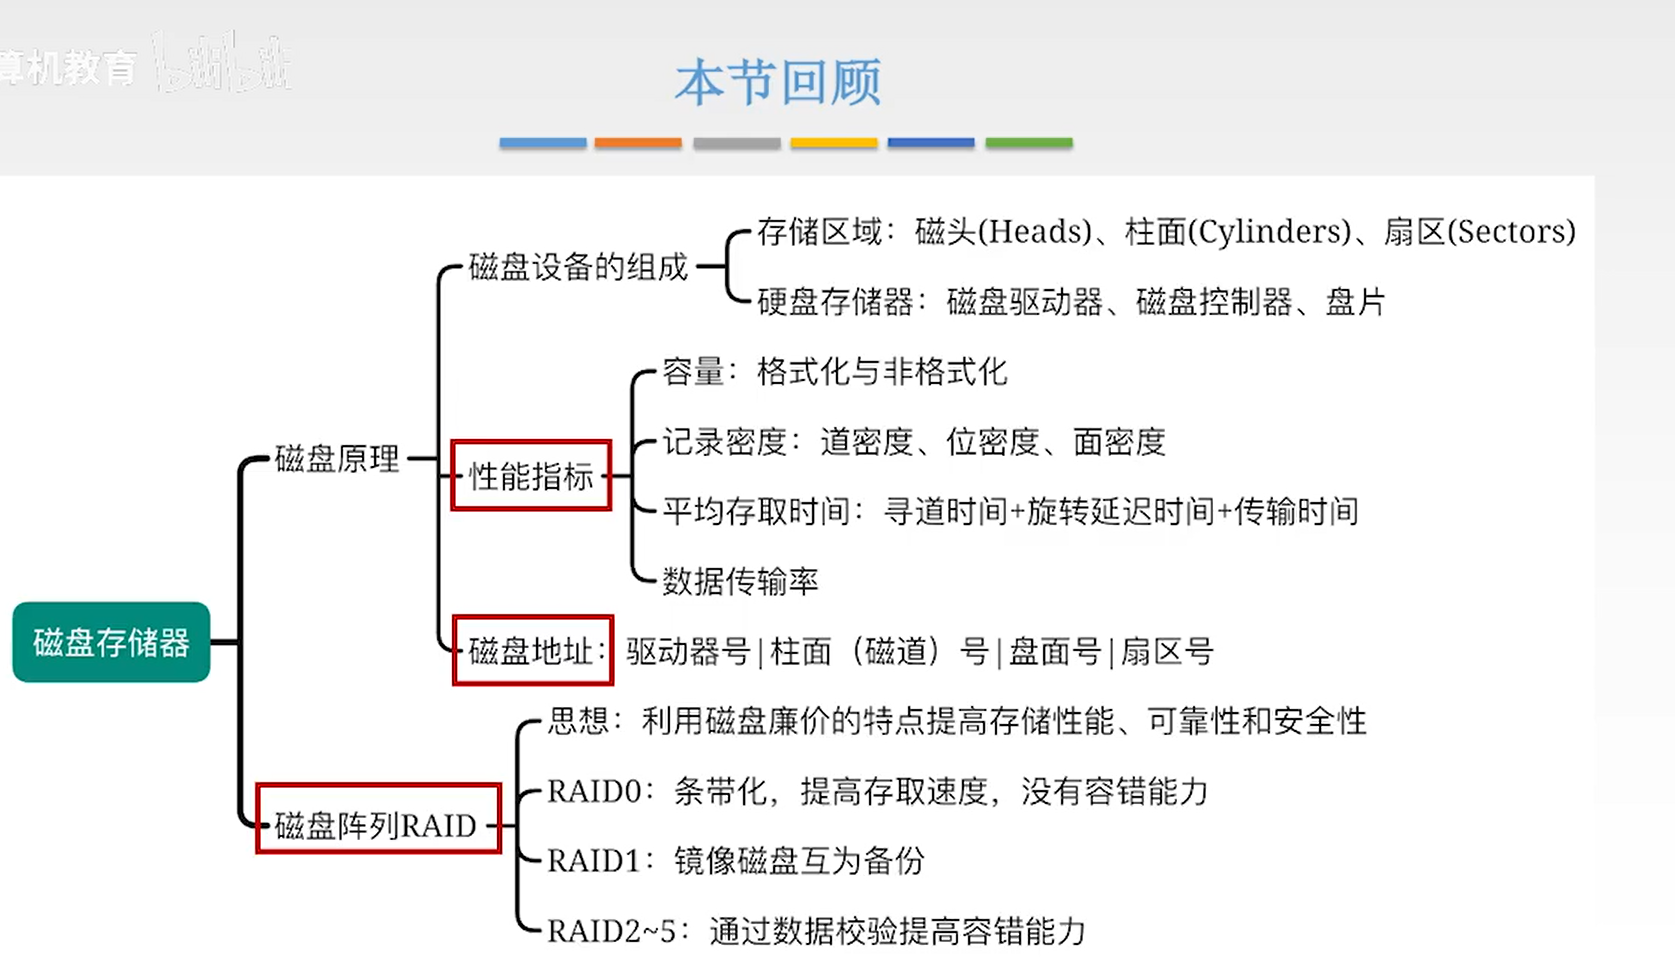 算机教育 bilibili
本节回顾
存储区域：磁头(Heads)、柱面(Cylinders)、扇区(Sectors)
磁盘设备的组成
硬盘存储器：磁盘驱动器、磁盘控制器、盘片
容量：格式化与非格式化
记录密度：道密度、位密度、面密度
磁盘原理
性能指标
平均存取时间：寻道时间+旋转延迟时间+传输时间
数据传输率
磁盘存储器
磁盘地址：驱动器号|柱面（磁道）号|盘面号|扇区号
思想：利用磁盘廉价的特点提高存储性能、可靠性和安全性
RAID0：条带化，提高存取速度，没有容错能力
磁盘阵列RAID
RAID1：镜像磁盘互为备份
RAID2~5：通过数据校验提高容错能力